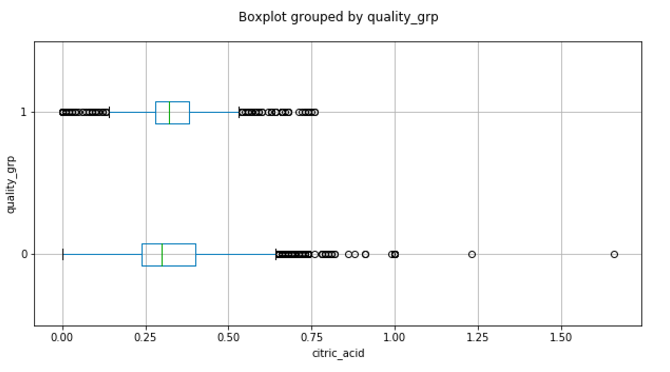 Boxplot grouped by quality_grp
quality_grp
1
0
0.00 0.25 0.50 0.75 1.00 1.25 1.50
citric_acid